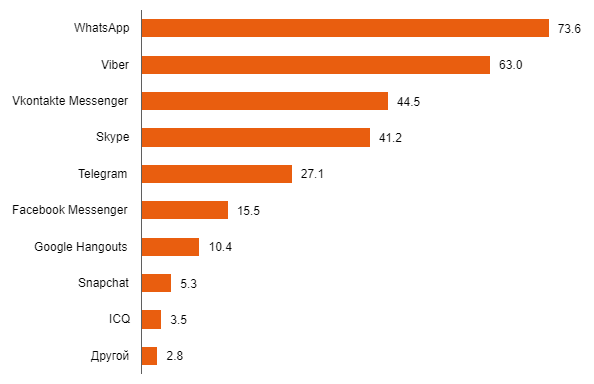 WhatsApp 73.6
Viber 63.0
Vkontakte Messenger 44.5
Skype 41.2
Telegram 27.1
Facebook Messenger 15.5
Google Hangouts 10.4
Snapchat 5.3
ICQ 3.5
Другой 2.8